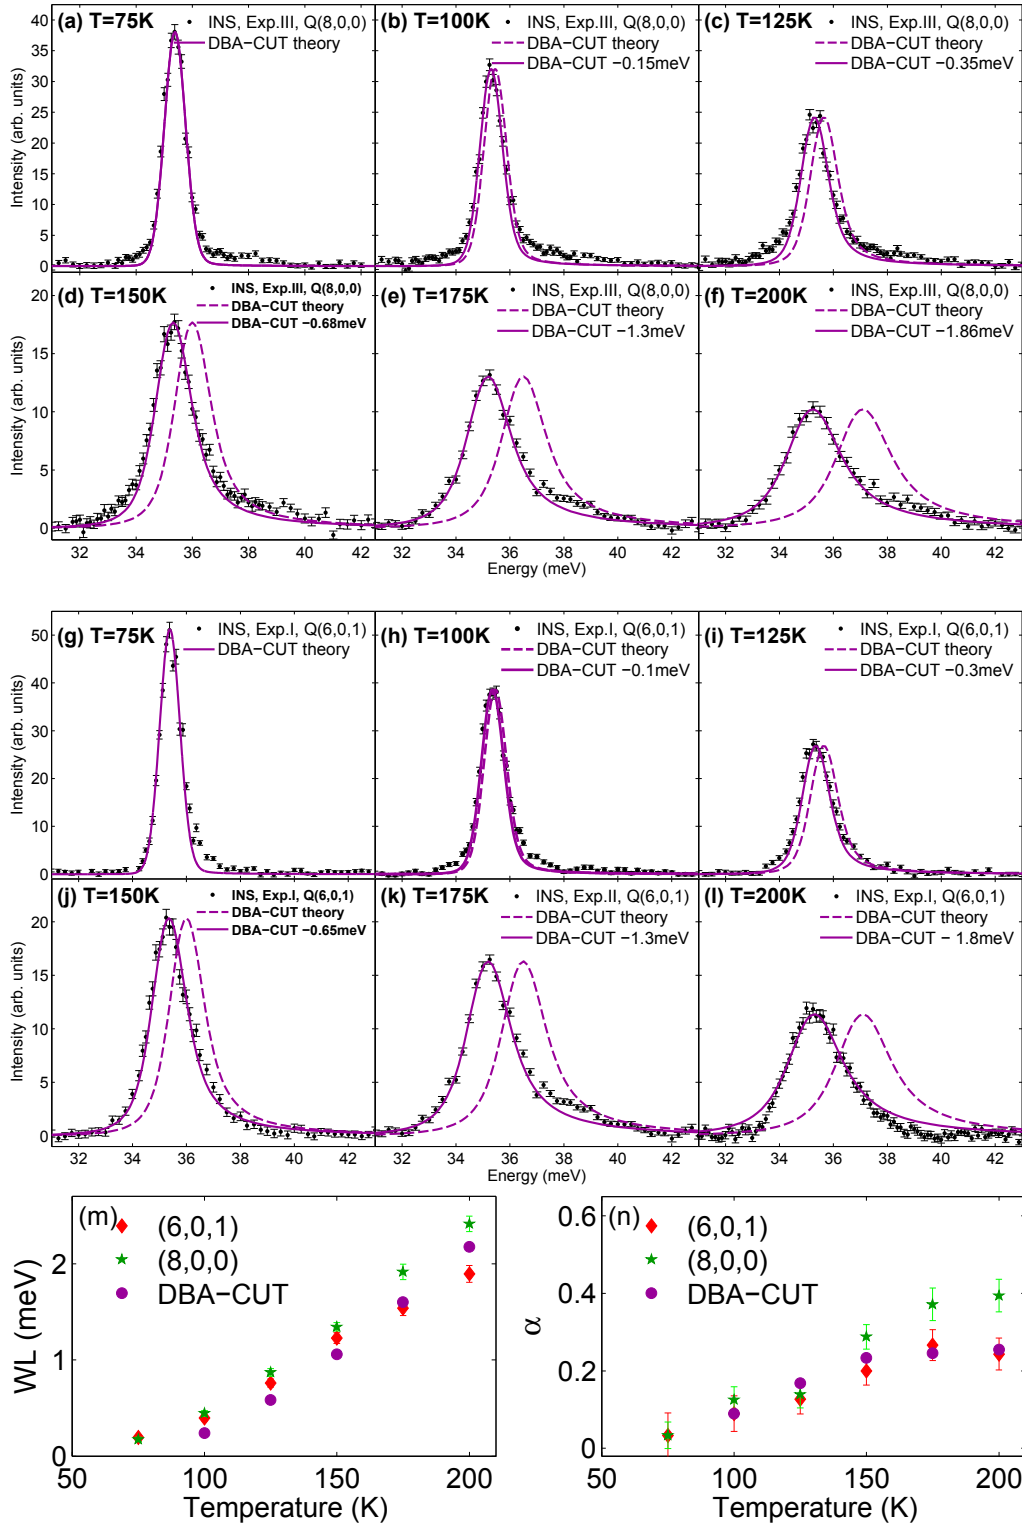 (a) T=75K
INS, Exp.III, Q(8,0,0)
DBA−CUT theory
(b) T=100K
INS, Exp.III, Q(8,0,0)
DBA−CUT theory
DBA−CUT −0.15meV
(c) T=125K
INS, Exp.III, Q(8,0,0)
DBA−CUT theory
DBA−CUT −0.35meV
Intensity (arb. units)
40
35
30
25
20
15
10
5
0
(d) T=150K
INS, Exp.III, Q(8,0,0)
DBA−CUT theory
DBA−CUT −0.68meV
(e) T=175K
INS, Exp.III, Q(8,0,0)
DBA−CUT theory
DBA−CUT −1.3meV
(f) T=200K
INS, Exp.III, Q(8,0,0)
DBA−CUT theory
DBA−CUT −1.86meV
Intensity (arb. units)
20
15
10
5
0
32 34 36 38 40 42
32 34 36 38 40 42
32 34 36 38 40 42
Energy (meV)
(g) T=75K
INS, Exp.I, Q(6,0,1)
DBA−CUT theory
(h) T=100K
INS, Exp.I, Q(6,0,1)
DBA−CUT theory
DBA−CUT −0.1meV
(i) T=125K
INS, Exp.I, Q(6,0,1)
DBA−CUT theory
DBA−CUT −0.3meV
Intensity (arb. units)
50
40
30
20
10
0
(j) T=150K
INS, Exp.I, Q(6,0,1)
DBA−CUT theory
DBA−CUT −0.65meV
(k) T=175K
INS, Exp.II, Q(6,0,1)
DBA−CUT theory
DBA−CUT −1.3meV
(l) T=200K
INS, Exp.I, Q(6,0,1)
DBA−CUT theory
DBA−CUT − 1.8meV
Intensity (arb. units)
20
15
10
5
0
32 34 36 38 40 42
32 34 36 38 40 42
32 34 36 38 40 42
Energy (meV)
(m)
(6,0,1)
(8,0,0)
DBA−CUT
WL (meV)
2
1
0
50 100 150 200
Temperature (K)
(n)
(6,0,1)
(8,0,0)
DBA−CUT
α
0.6
0.4
0.2
0
50 100 150 200
Temperature (K)